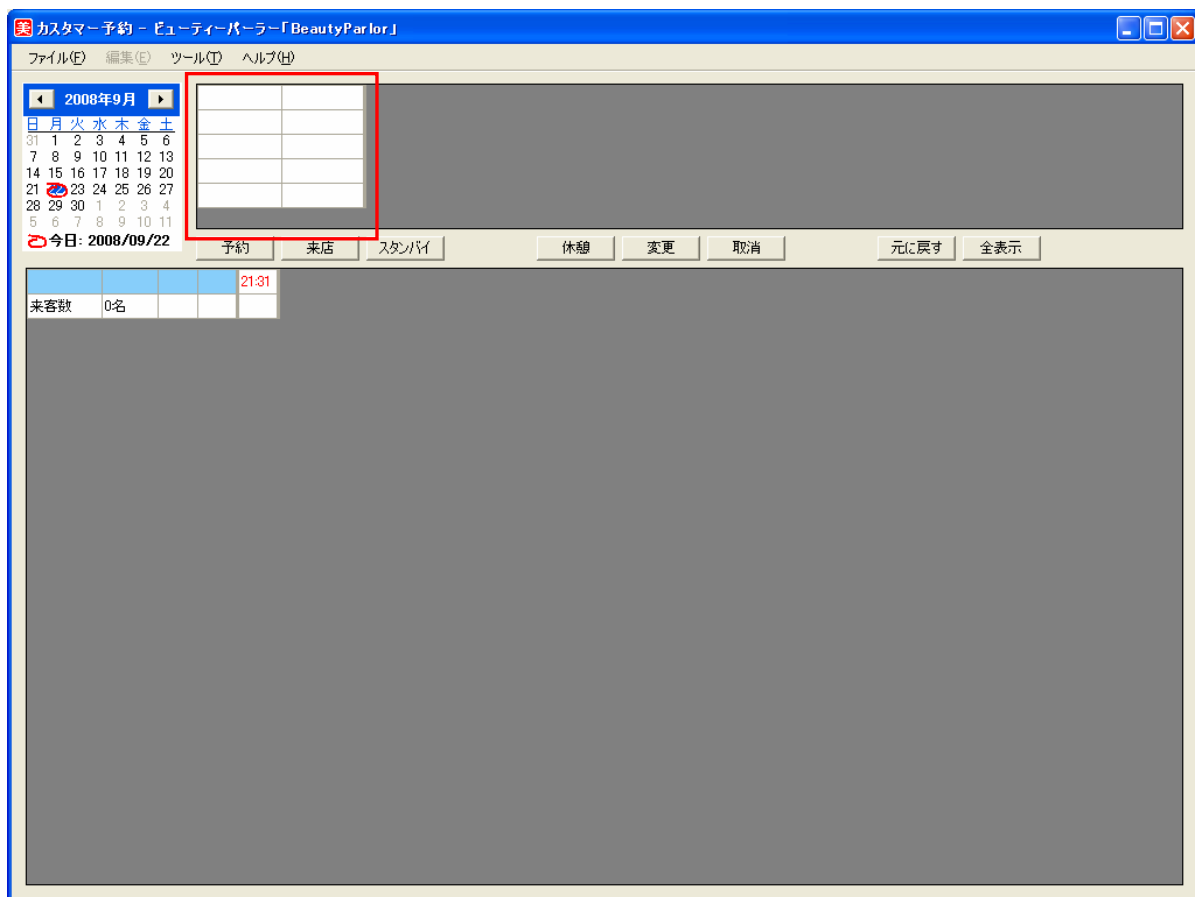 美 カスタマー予約 - ビューティーパーラー「BeautyParlor」
ファイル(F) 編集(E) ツール(T) ヘルプ(H)
2008年9月
日 月 火 水 木 金 土
31 1 2 3 4 5 6
7 8 9 10 11 12 13
14 15 16 17 18 19 20
21 22 23 24 25 26 27
28 29 30 1 2 3 4
5 6 7 8 9 10 11
今日: 2008/09/22
予約 来店 スタンバイ 休憩 変更 取消 元に戻す 全表示
21:31
来客数 0名